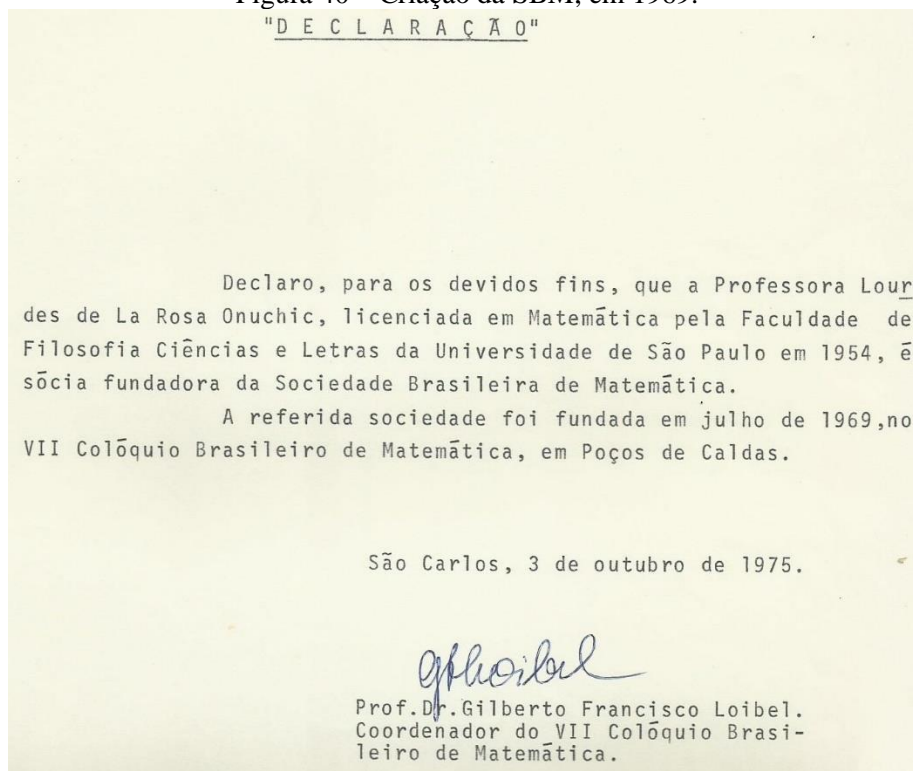 Figura 40 – Criação da SBM, em 1969.
"D E C L A R A Ç Ã O"
Declaro, para os devidos fins, que a Professora Lour
des de La Rosa Onuchic, licenciada em Matemática pela Faculdade de
Filosofia Ciências e Letras da Universidade de São Paulo em 1954, é
sócia fundadora da Sociedade Brasileira de Matemática.
A referida sociedade foi fundada em julho de 1969,no
VII Colóquio Brasileiro de Matemática, em Poços de Caldas.
São Carlos, 3 de outubro de 1975.
GFLoibel
Prof.Dr.Gilberto Francisco Loibel.
Coordenador do VII Colóquio Brasi-
leiro de Matemática.